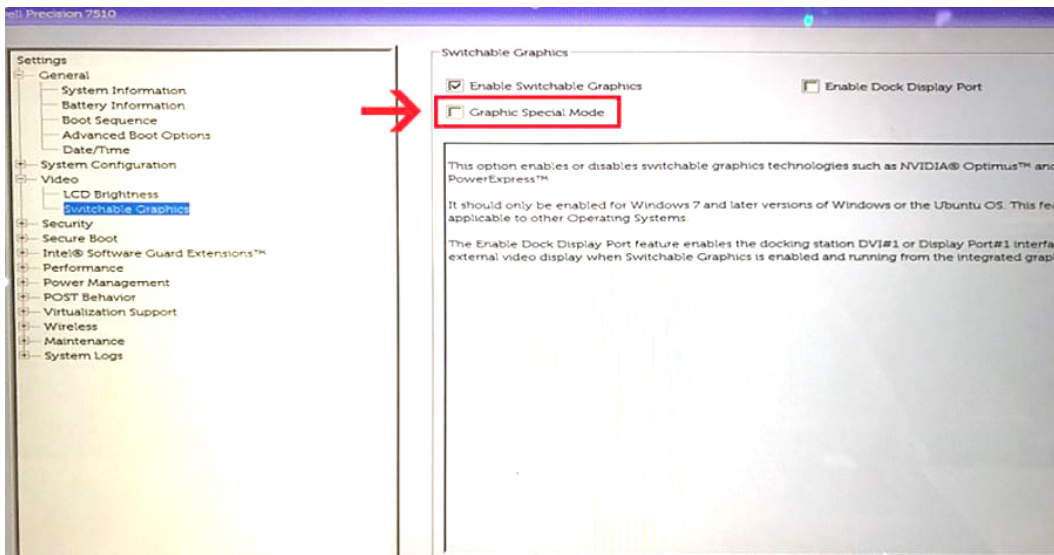 ell Precision 7510
Settings
General
System Information
Battery Information
Boot Sequence
Advanced Boot Options
Date/Time
System Configuration
Video
LCD Brightness
Switchable Graphics
Security
Secure Boot
Intel® Software Guard Extensions™
Performance
Power Management
POST Behavior
Virtualization Support
Wireless
Maintenance
System Logs
Switchable Graphics
Enable Switchable Graphics
Enable Dock Display Port
Graphic Special Mode
This option enables or disables switchable graphics technologies such as NVIDIA® Optimus™ and
PowerExpress™
It should only be enabled for Windows 7 and later versions of Windows or the Ubuntu OS. This fea
applicable to other Operating Systems.
The Enable Dock Display Port feature enables the docking station DVI#1 or Display Port#1 interfa
external video display when Switchable Graphics is enabled and running from the integrated grap